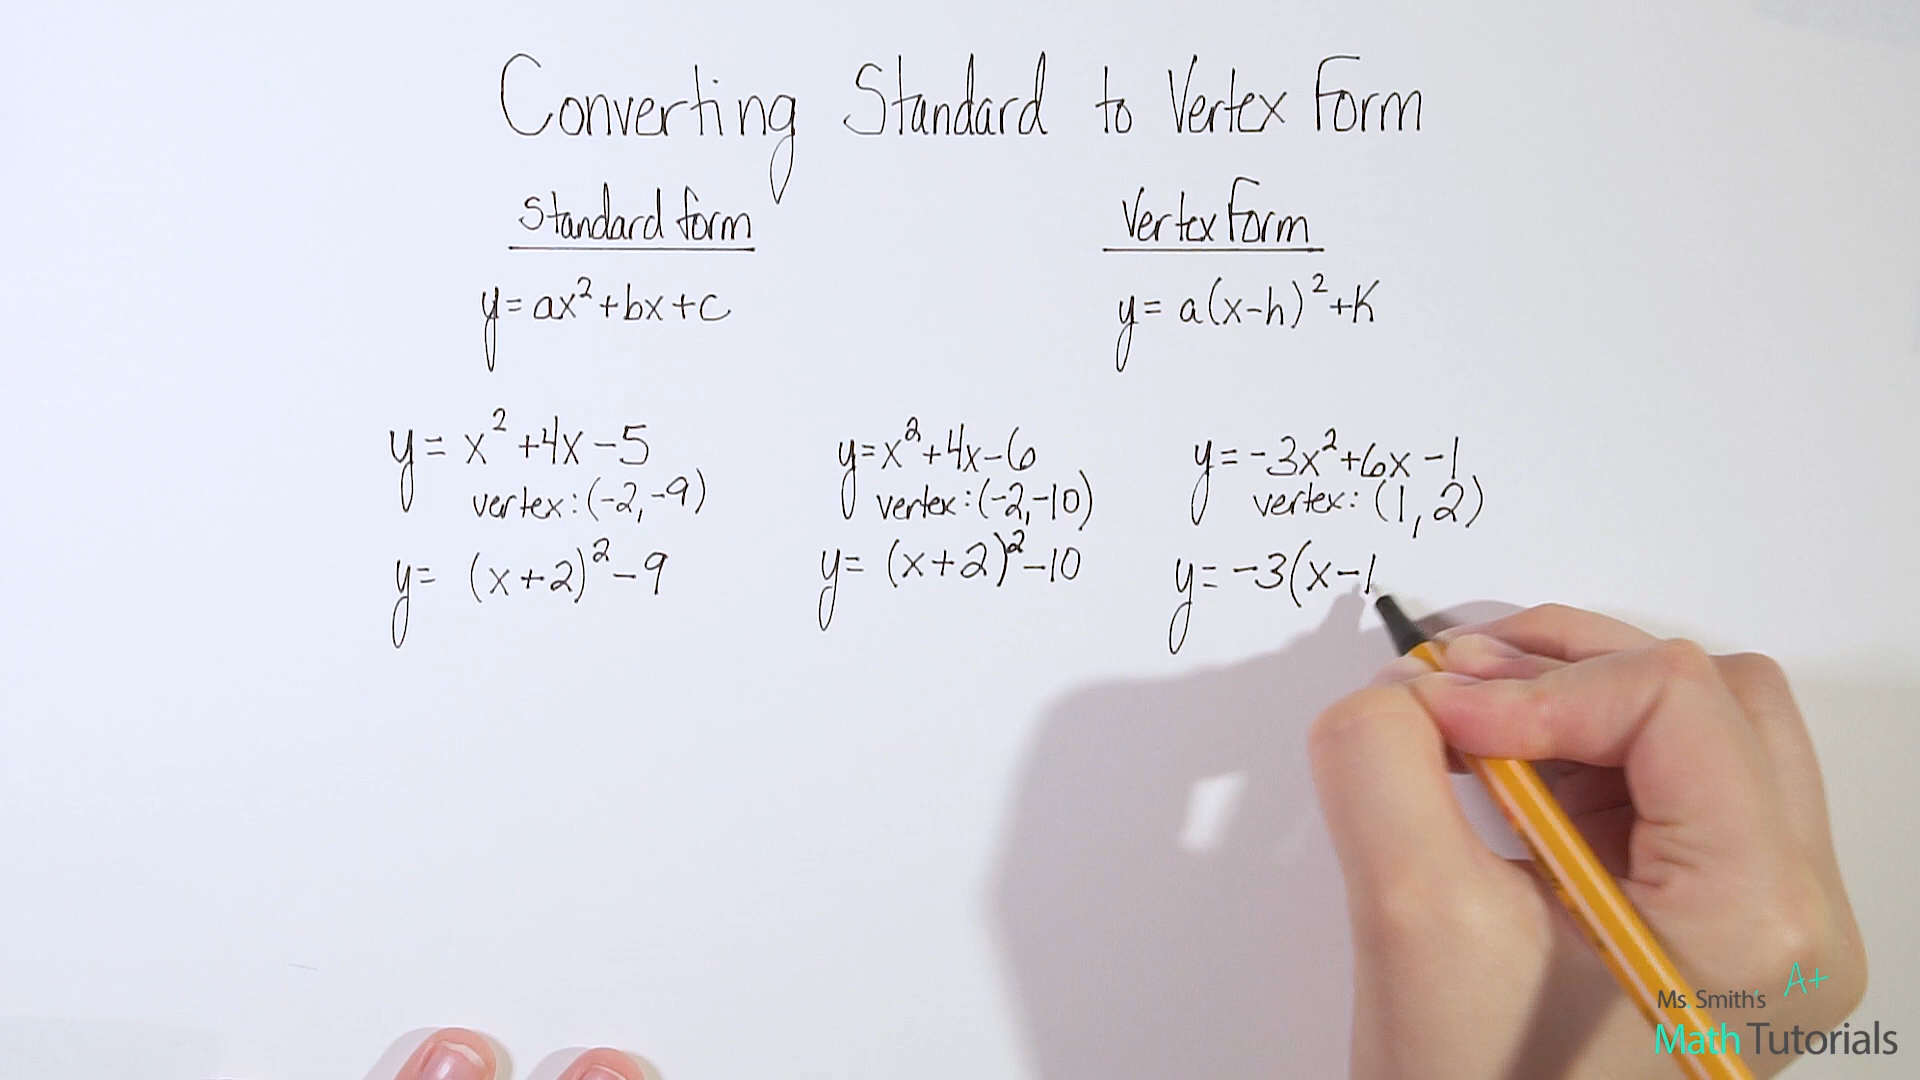 Converting Standard to Vertex Form
Standard form
y=ax²+bx+c
Vertex Form
y=a(x-h)²+K
y=x²+4x-5
vertex:(-2,-9)
y=(x+2)²-9
y=x²+4x-6
vertex:(-2,-10)
y=(x+2)²-10
y=-3x²+6x-1
vertex:(1,2)
y=-3(x-1
A+
Ms Smith's
Math Tutorials